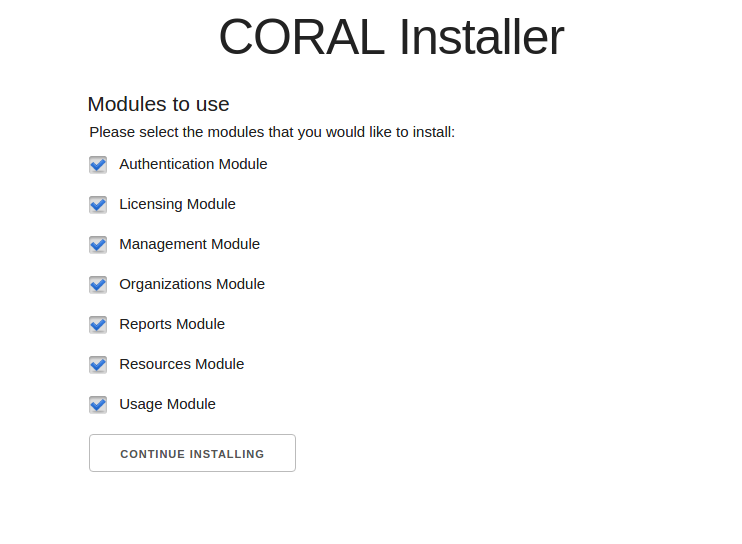 CORAL Installer
Modules to use
Please select the modules that you would like to install:
Authentication Module
Licensing Module
Management Module
Organizations Module
Reports Module
Resources Module
Usage Module
CONTINUE INSTALLING